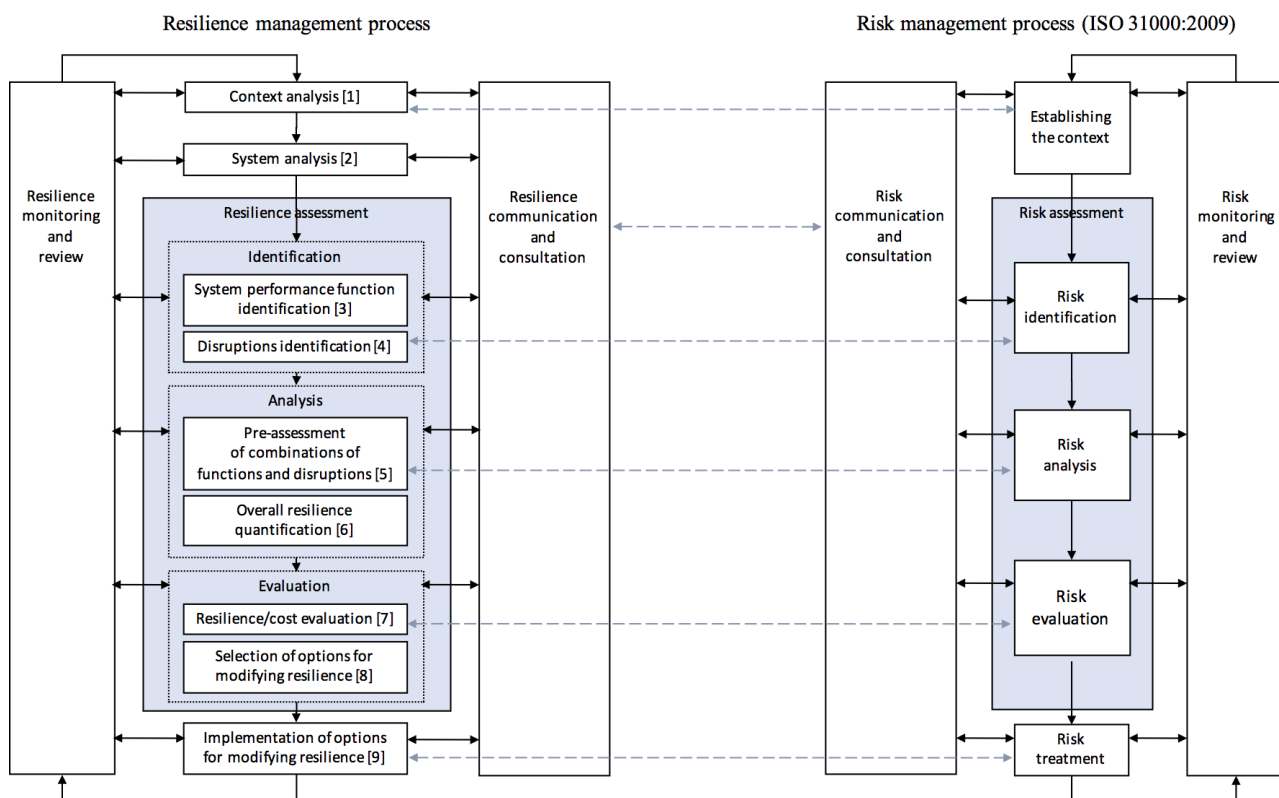 Resilience management process
Risk management process (ISO 31000:2009)
Context analysis [1]
System analysis [2]
Resilience
monitoring
and
review
Resilience assessment
Identification
System performance function
identification [3]
Disruptions identification [4]
Analysis
Pre-assessment
of combinations of
functions and disruptions [5]
Overall resilience
quantification [6]
Evaluation
Resilience/cost evaluation [7]
Selection of options for
modifying resilience [8]
Implementation of options
for modifying resilience [9]
Resilience
communication
and
consultation
Risk
communication
and
consultation
Establishing
the context
Risk assessment
Risk
identification
Risk
analysis
Risk
evaluation
Risk
treatment
Risk
monitoring
and
review